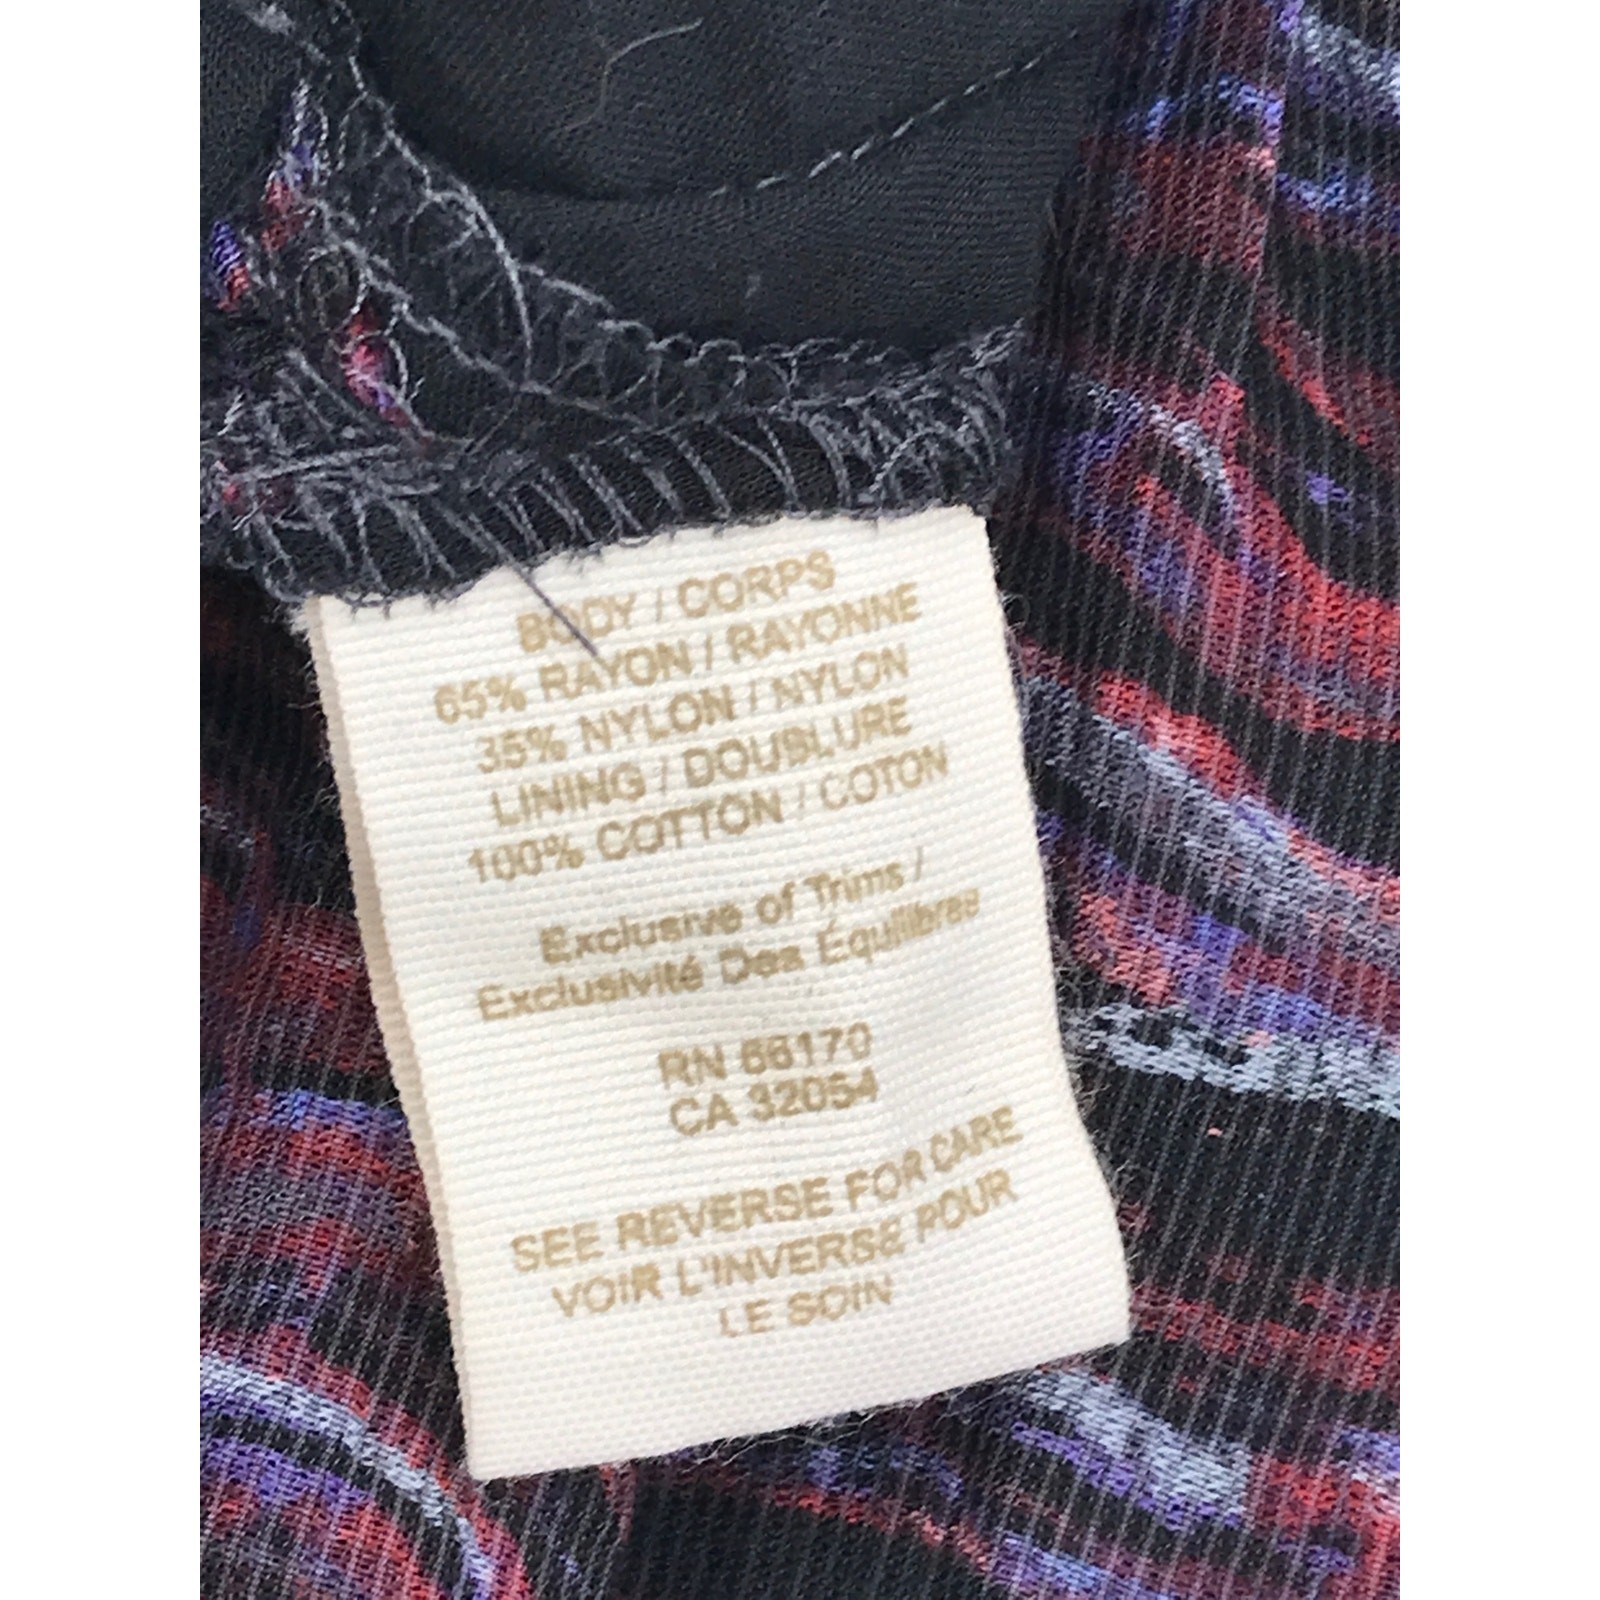 BODY / CORPS
65% RAYON / RAYONNE
35% NYLON / NYLON
LINING / DOUBLURE
100% COTTON / COTON
Exclusive of Trims /
Exclusivité Des Équilibres
RN 66170
CA 32054
SEE REVERSE FOR CARE
VOIR L'INVERSE POUR
LE SOIN